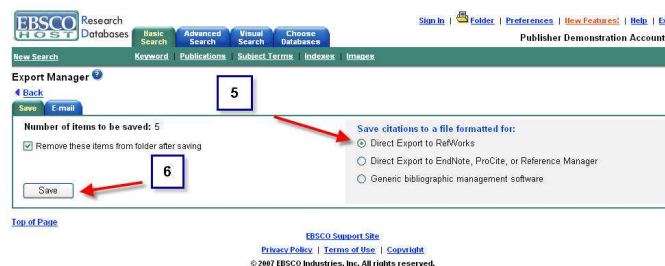 EBSCO Research
HOST Databases
Basic Search Advanced Search Visual Search Choose Databases
Sign In | Folder | Preferences | New Features! | Help |
Publisher Demonstration Account
New Search Keyword | Publications | Subject Terms | Indexes | Images
Export Manager
Back
Save E-mail
5
Number of items to be saved: 5
Save citations to a file formatted for:
Remove these items from folder after saving
Direct Export to RefWorks
Direct Export to EndNote, ProCite, or Reference Manager
Generic bibliographic management software
6
Save
Top of Page
EBSCO Support Site
Privacy Policy | Terms of Use | Copyright
© 2007 EBSCO Industries, Inc. All rights reserved.